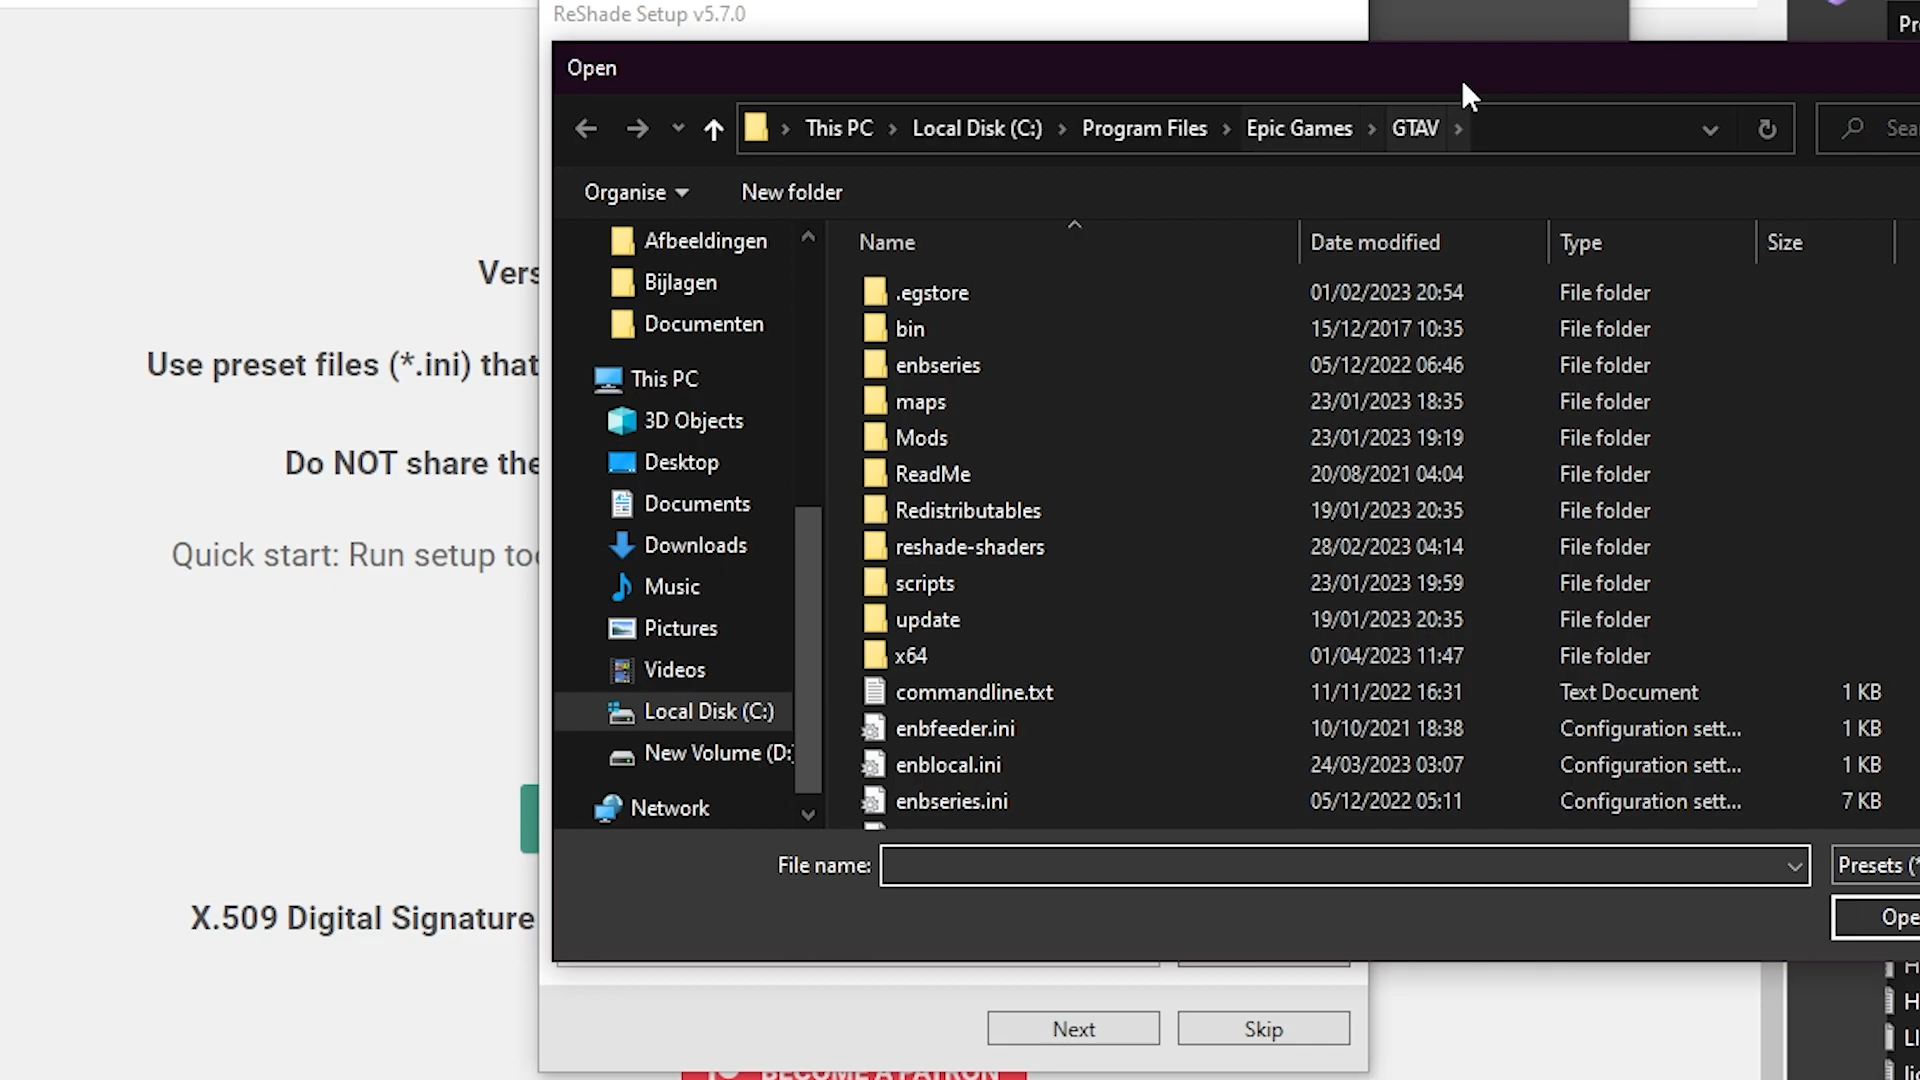 ReShade Setup v5.7.0
Open
This PC > Local Disk (C:) > Program Files > Epic Games > GTAV >
Organise New folder
Name Date modified Type Size
Afbeeldingen
Bijlagen
Documenten
This PC
3D Objects
Desktop
Documents
Downloads
Music
Pictures
Videos
Local Disk (C:)
New Volume (D:
Network
.egstore 01/02/2023 20:54 File folder
bin 15/12/2017 10:35 File folder
enbseries 05/12/2022 06:46 File folder
maps 23/01/2023 18:35 File folder
Mods 23/01/2023 19:19 File folder
ReadMe 20/08/2021 04:04 File folder
Redistributables 19/01/2023 20:35 File folder
reshade-shaders 28/02/2023 04:14 File folder
scripts 23/01/2023 19:59 File folder
update 19/01/2023 20:35 File folder
x64 01/04/2023 11:47 File folder
commandline.txt 11/11/2022 16:31 Text Document 1 KB
enbfeeder.ini 10/10/2021 18:38 Configuration sett... 1 KB
enblocal.ini 24/03/2023 03:07 Configuration sett... 1 KB
enbseries.ini 05/12/2022 05:11 Configuration sett... 7 KB
File name: Presets (*
Use preset files (*.ini) that
Do NOT share the
Quick start: Run setup
X.509 Digital Signature
Next Skip
BECOME A PATRON